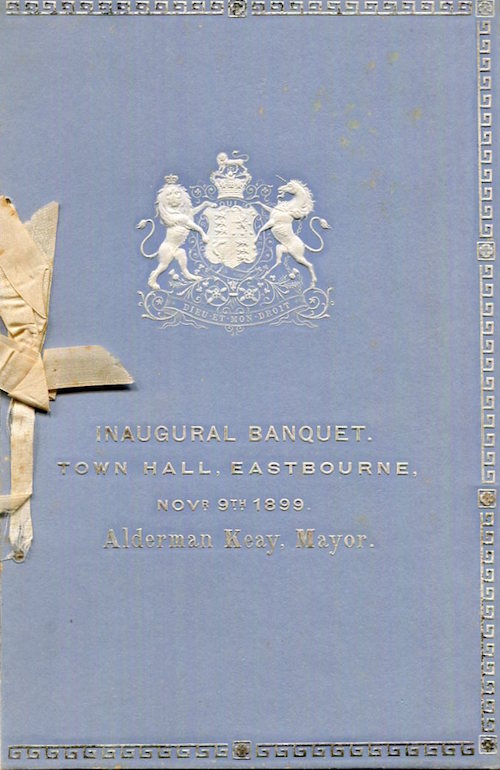 DIEU·ET·MON·DROIT
INAUGURAL BANQUET.
TOWN HALL, EASTBOURNE,
NOVR 9TH 1899.
Alderman Keay, Mayor.